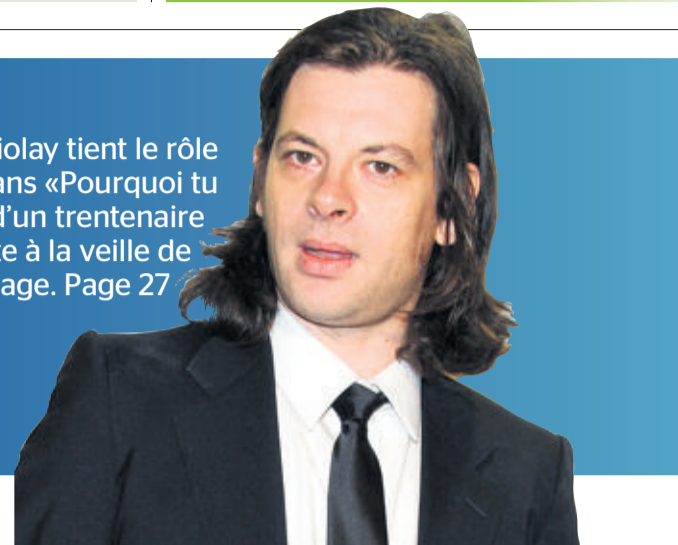 iolay tient le rôle
ans «Pourquoi tu
d'un trentenaire
te à la veille de
age. Page 27